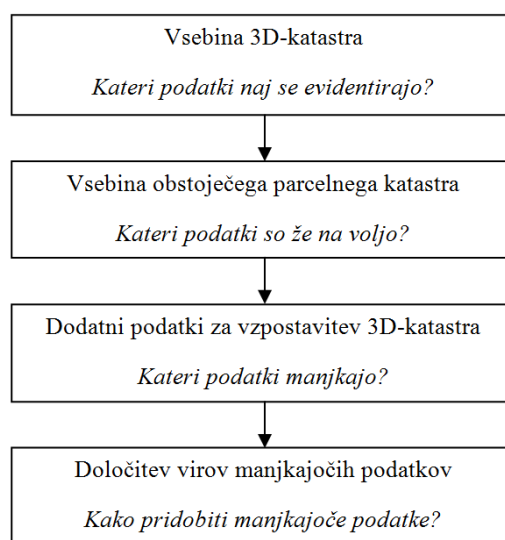 Vsebina 3D-katastra
Kateri podatki naj se evidentirajo?
Vsebina obstoječega parcelnega katastra
Kateri podatki so že na voljo?
Dodatni podatki za vzpostavitev 3D-katastra
Kateri podatki manjkajo?
Določitev virov manjkajočih podatkov
Kako pridobiti manjkajoče podatke?